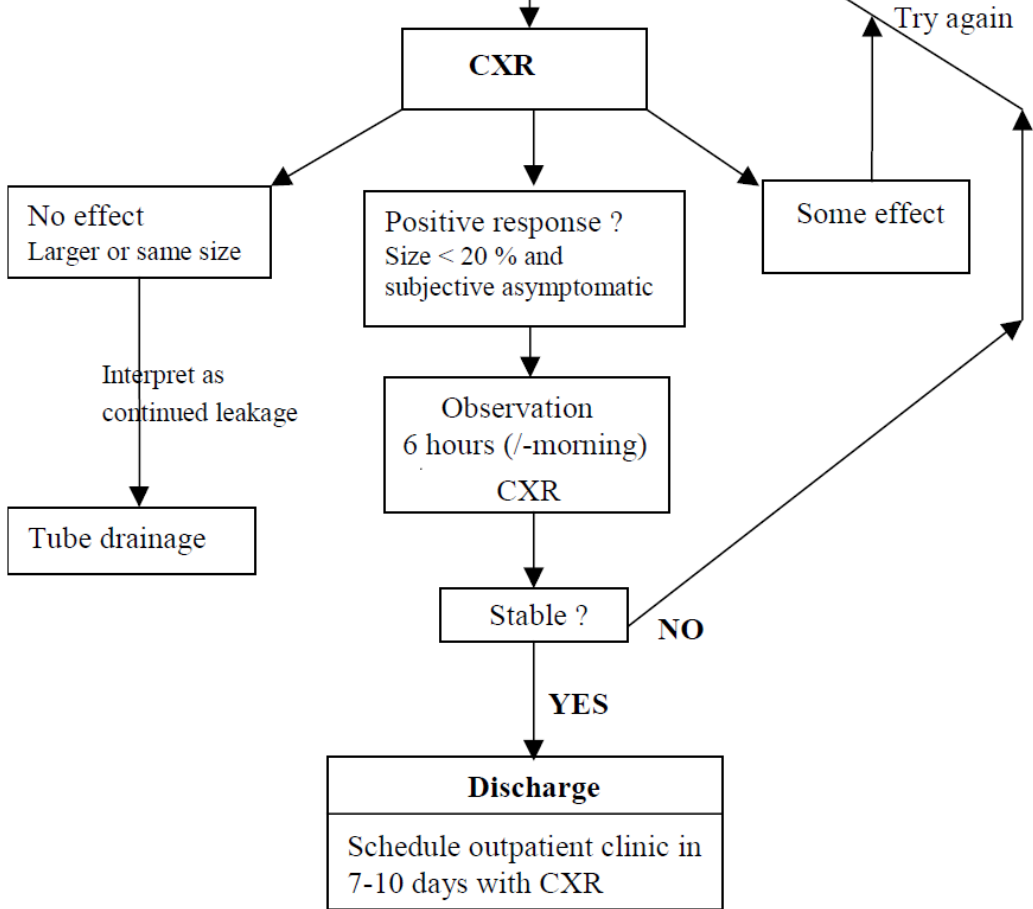 Try again
CXR
No effect
Larger or same size
Positive response ?
Size < 20 % and
subjective asymptomatic
Some effect
Interpret as
continued leakage
Observation
6 hours (/-morning)
CXR
Tube drainage
Stable ?
NO
YES
Discharge
Schedule outpatient clinic in
7-10 days with CXR